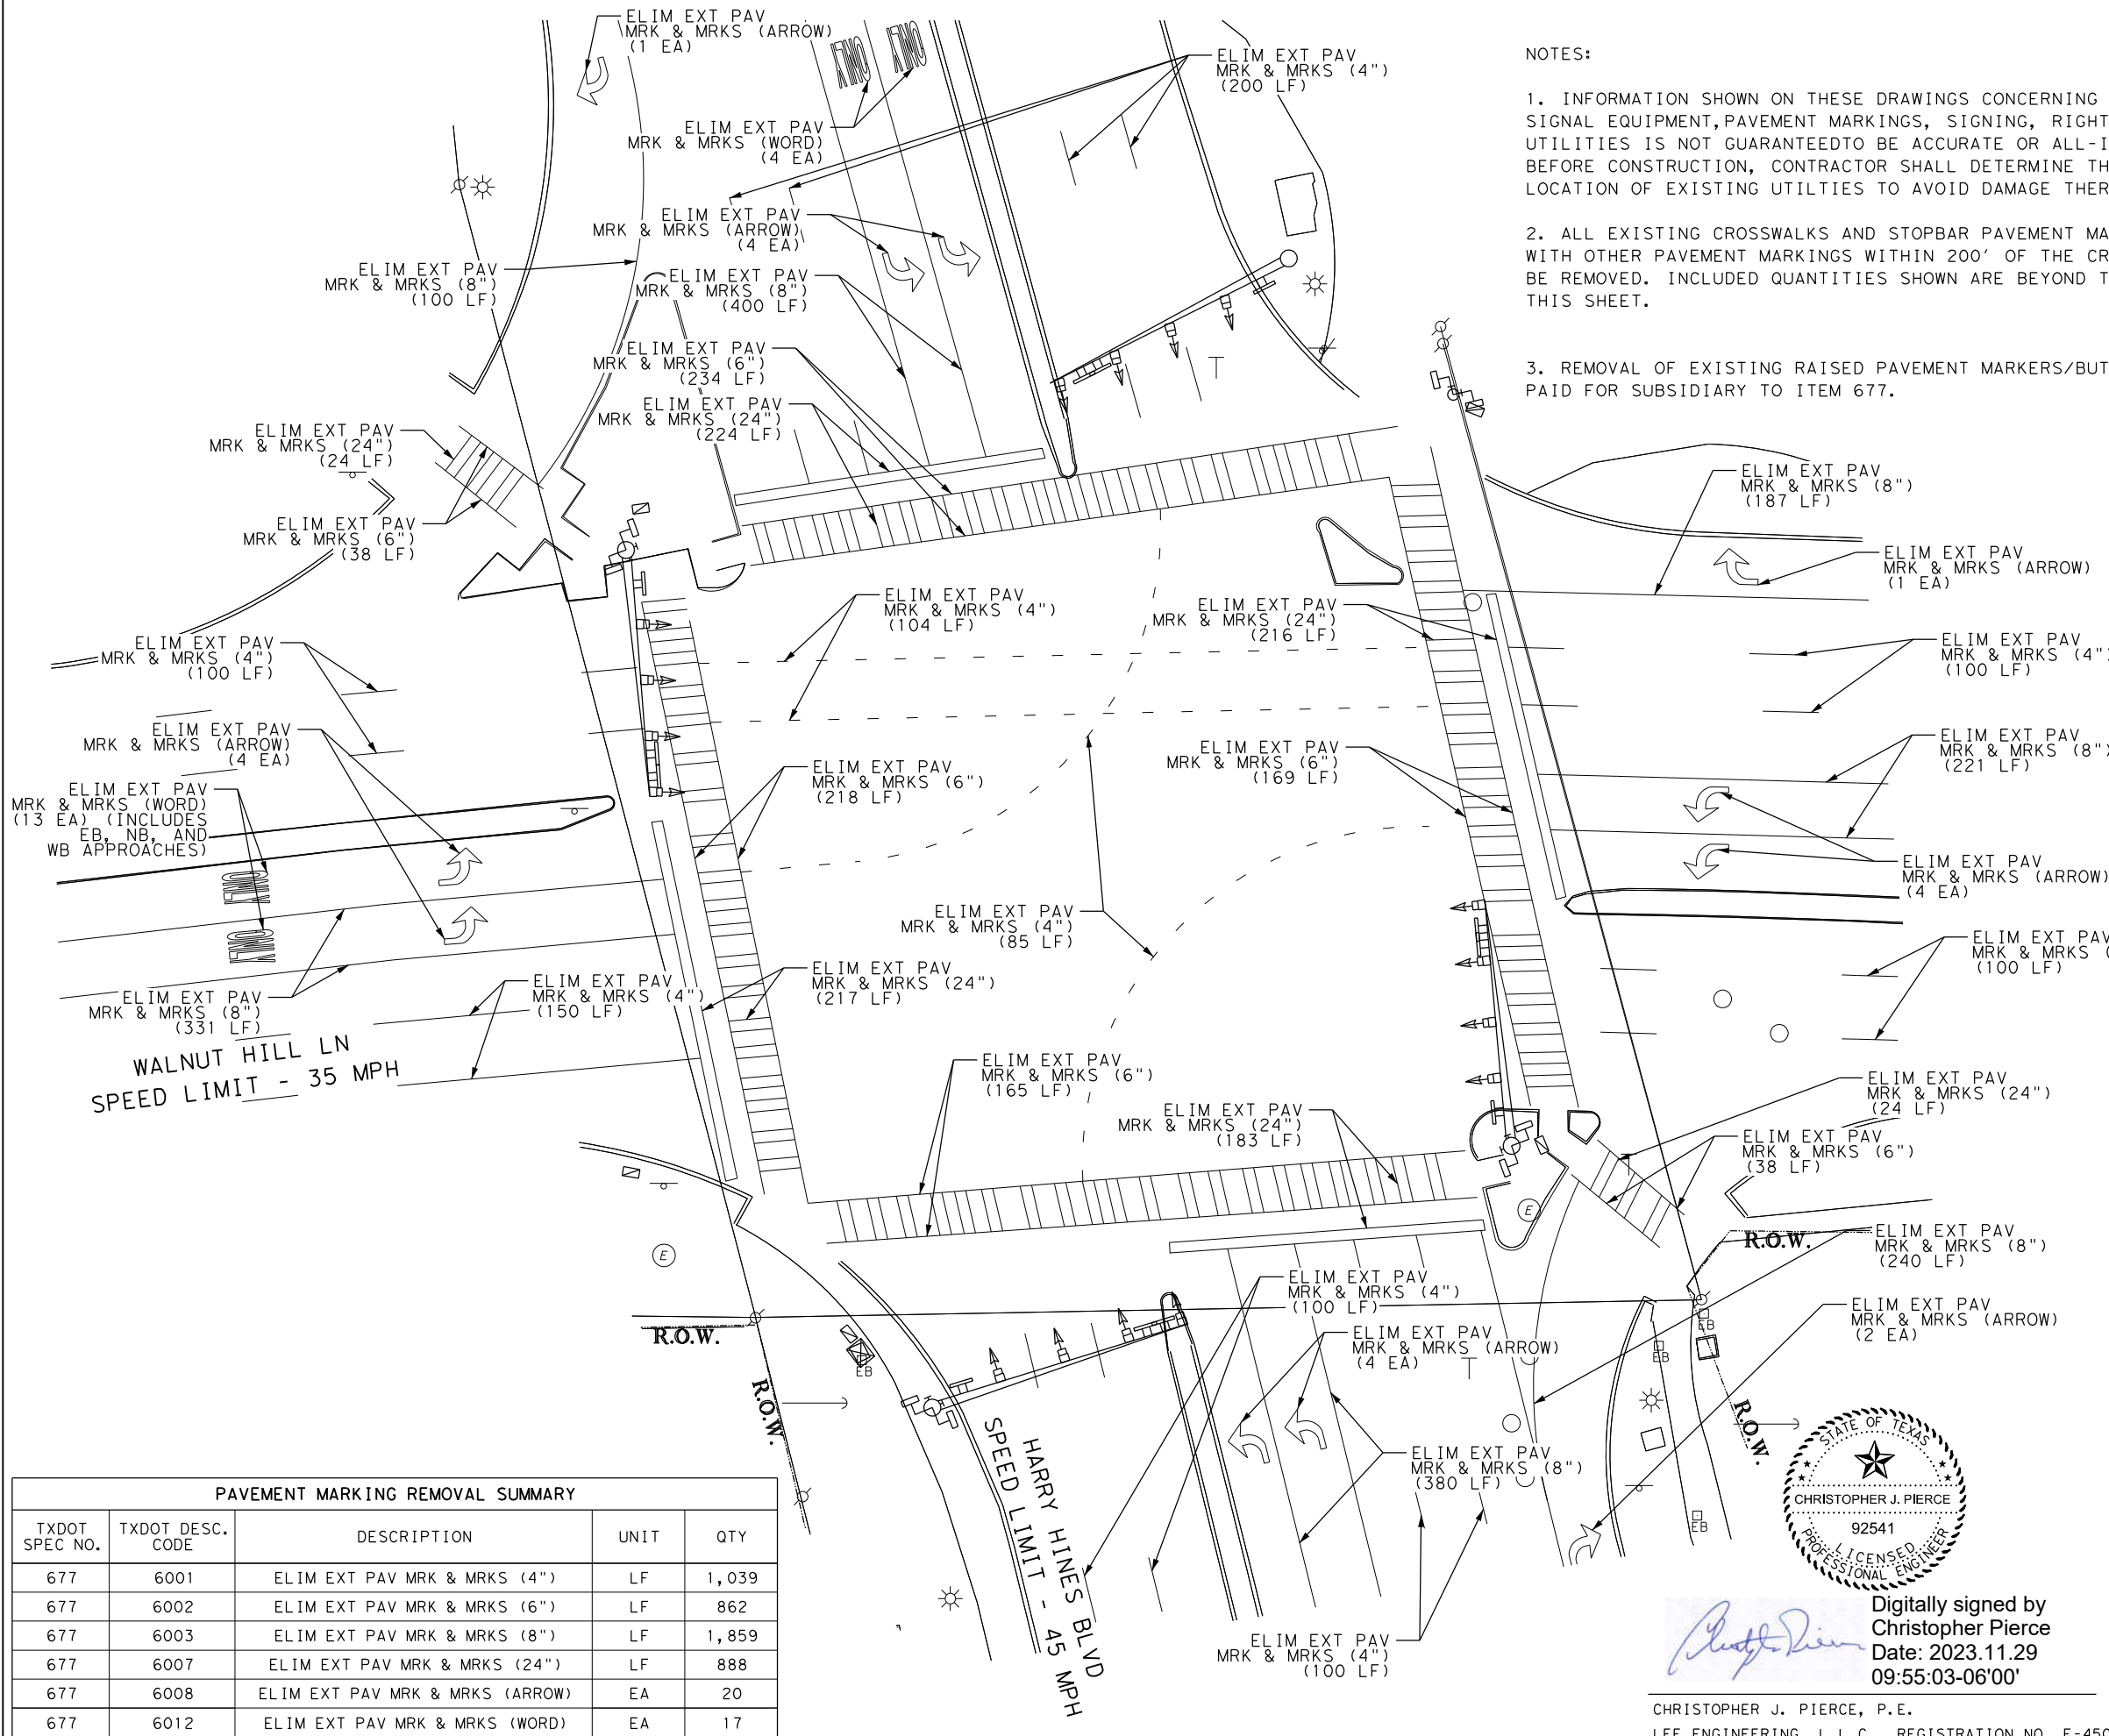 ELIM EXT PAV
MRK & MRKS (ARROW)
(1 EA)
ONLY
ONLY
ELIM EXT PAV
MRK & MRKS (4")
(200 LF)
ELIM EXT PAV
MRK & MRKS (WORD)
(4 EA)
ELIM EXT PAV
MRK & MRKS (ARROW)
(4 EA)
ELIM EXT PAV
MRK & MRKS (8")
(100 LF)
ELIM EXT PAV
MRK & MRKS (8")
(400 LF)
ELIM EXT PAV
MRK & MRKS (6")
(234 LF)
ELIM EXT PAV
MRK & MRKS (24")
(224 LF)
NOTES:
1. INFORMATION SHOWN ON THESE DRAWINGS CONCERNING
SIGNAL EQUIPMENT,PAVEMENT MARKINGS, SIGNING, RIGHT
UTILITIES IS NOT GUARANTEEDTO BE ACCURATE OR ALL-I
BEFORE CONSTRUCTION, CONTRACTOR SHALL DETERMINE TH
LOCATION OF EXISTING UTILTIES TO AVOID DAMAGE THER
2. ALL EXISTING CROSSWALKS AND STOPBAR PAVEMENT MA
WITH OTHER PAVEMENT MARKINGS WITHIN 200' OF THE CR
BE REMOVED. INCLUDED QUANTITIES SHOWN ARE BEYOND T
THIS SHEET.
3. REMOVAL OF EXISTING RAISED PAVEMENT MARKERS/BUT
PAID FOR SUBSIDIARY TO ITEM 677.
ELIM EXT PAV
MRK & MRKS (24")
(24 LF)
ELIM EXT PAV
MRK & MRKS (6")
(38 LF)
ELIM EXT PAV
MRK & MRKS (8")
(187 LF)
ELIM EXT PAV
MRK & MRKS (ARROW)
(1 EA)
ELIM EXT PAV
MRK & MRKS (4")
(104 LF)
ELIM EXT PAV
MRK & MRKS (24")
(216 LF)
ELIM EXT PAV
MRK & MRKS (4")
(100 LF)
ELIM EXT PAV
MRK & MRKS (4"
(100 LF)
ELIM EXT PAV
MRK & MRKS (ARROW)
(4 EA)
ELIM EXT PAV
MRK & MRKS (6")
(218 LF)
ELIM EXT PAV
MRK & MRKS (6")
(169 LF)
ELIM EXT PAV
MRK & MRKS (8")
(221 LF)
ELIM EXT PAV
MRK & MRKS (WORD)
(13 EA) (INCLUDES
EB, NB, AND
WB APPROACHES)
ONLY
ONLY
ELIM EXT PAV
MRK & MRKS (ARROW)
(4 EA)
ELIM EXT PAV
MRK & MRKS (4")
(85 LF)
ELIM EXT PAV
MRK & MRKS (
(100 LF)
ELIM EXT PAV
MRK & MRKS (8")
(331 LF)
ELIM EXT PAV
MRK & MRKS (4")
(150 LF)
ELIM EXT PAV
MRK & MRKS (24")
(217 LF)
WALNUT HILL LN
SPEED LIMIT - 35 MPH
ELIM EXT PAV
MRK & MRKS (6")
(165 LF)
ELIM EXT PAV
MRK & MRKS (24")
(183 LF)
ELIM EXT PAV
MRK & MRKS (24")
(24 LF)
ELIM EXT PAV
MRK & MRKS (6")
(38 LF)
E
E
R.O.W.
ELIM EXT PAV
MRK & MRKS (8")
(240 LF)
ELIM EXT PAV
MRK & MRKS (4")
(100 LF)
ELIM EXT PAV
MRK & MRKS (ARROW)
(2 EA)
R.O.W.
EB
EB
EB
ELIM EXT PAV
MRK & MRKS (ARROW)
(4 EA)
R.O.W.
R.O.W.
HARRY HINES BLVD
SPEED LIMIT - 45 MPH
ELIM EXT PAV
MRK & MRKS (8")
(380 LF)
EB
ELIM EXT PAV
MRK & MRKS (4")
(100 LF)
STATE OF TEXAS
CHRISTOPHER J. PIERCE
92541
LICENSED
PROFESSIONAL ENGINEER
Digitally signed by
Christopher Pierce
Date: 2023.11.29
09:55:03-06'00'
CHRISTOPHER J. PIERCE, P.E.
LEE ENGINEERING, L.L.C. REGISTRATION NO. F-450
PAVEMENT MARKING REMOVAL SUMMARY
TXDOT SPEC NO. TXDOT DESC. CODE DESCRIPTION UNIT QTY
677 6001 ELIM EXT PAV MRK & MRKS (4") LF 1,039
677 6002 ELIM EXT PAV MRK & MRKS (6") LF 862
677 6003 ELIM EXT PAV MRK & MRKS (8") LF 1,859
677 6007 ELIM EXT PAV MRK & MRKS (24") LF 888
677 6008 ELIM EXT PAV MRK & MRKS (ARROW) EA 20
677 6012 ELIM EXT PAV MRK & MRKS (WORD) EA 17